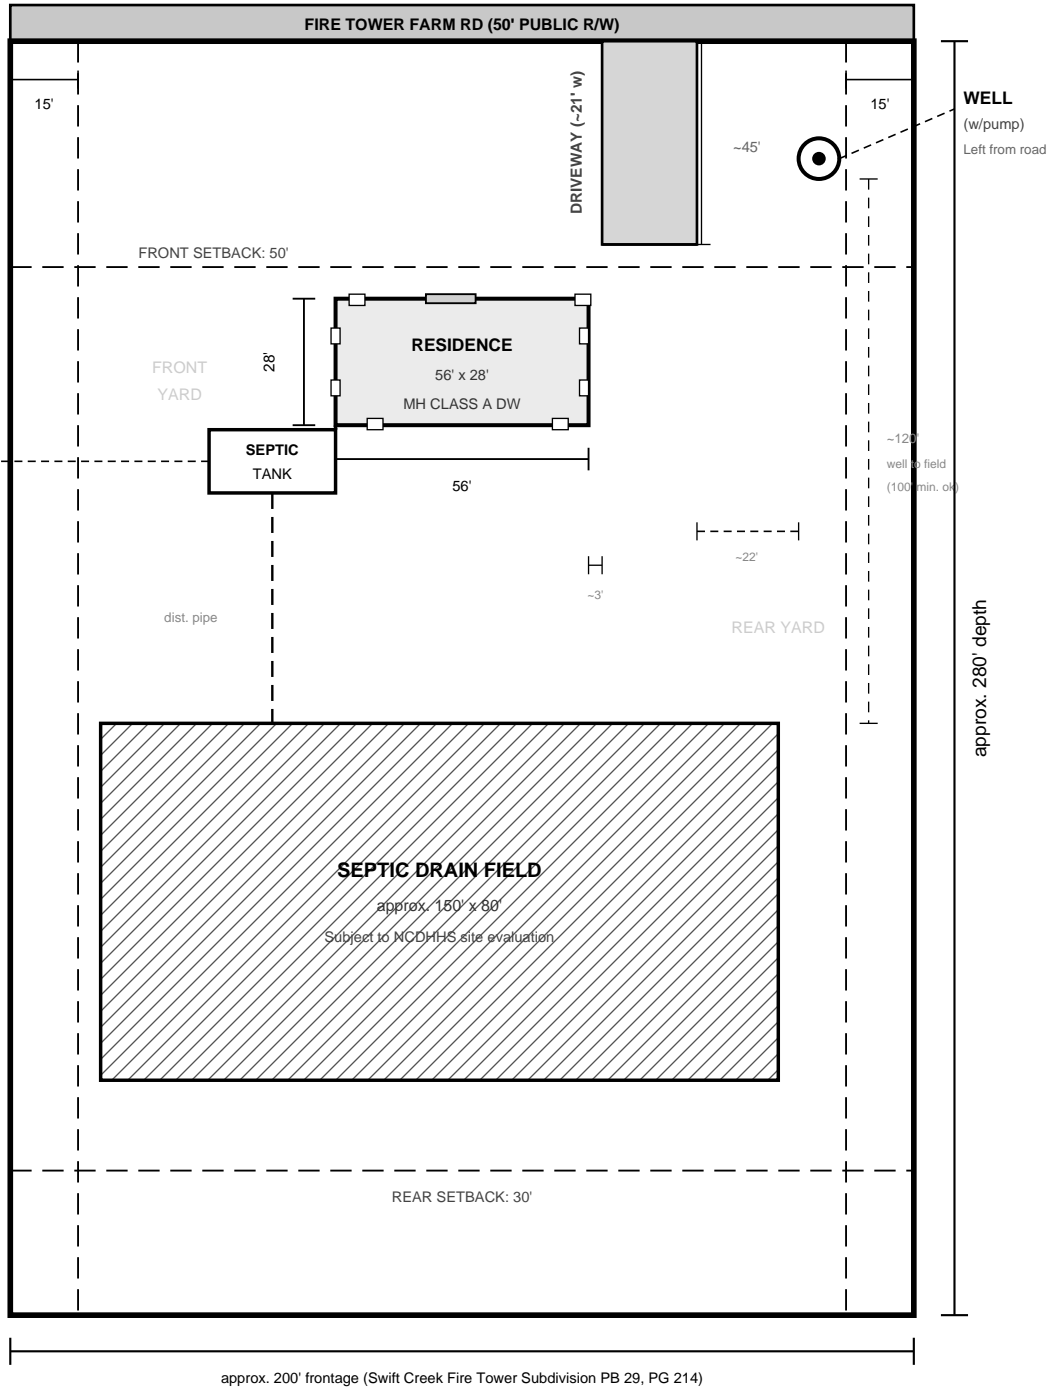 FIRE TOWER FARM RD (50' PUBLIC R/W)
15'
DRIVEWAY (~21' w)
~45'
15'
WELL
(w/pump)
Left from road
FRONT SETBACK: 50'
FRONT
YARD
28'
RESIDENCE
56' x 28'
MH CLASS A DW
SEPTIC
TANK
56'
~120'
well to field
(100' min. ok)
~22'
~3'
dist. pipe
REAR YARD
approx. 280' depth
SEPTIC DRAIN FIELD
approx. 150' x 80'
Subject to NCDHHS site evaluation
REAR SETBACK: 30'
approx. 200' frontage (Swift Creek Fire Tower Subdivision PB 29, PG 214)